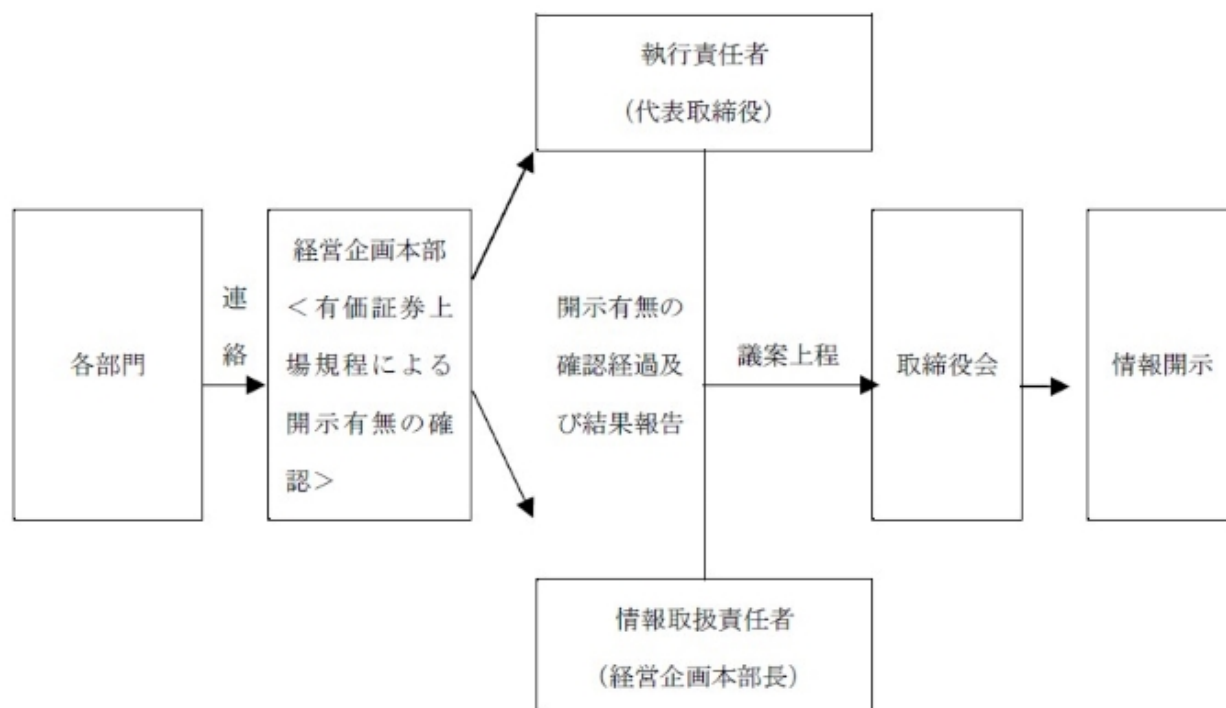 執行責任者
（代表取締役）
各部門
連
絡
経営企画本部
＜有価証券上
場規程による
開示有無の確
認＞
開示有無の
確認経過及
び結果報告
議案上程
取締役会
情報開示
情報取扱責任者
（経営企画本部長）